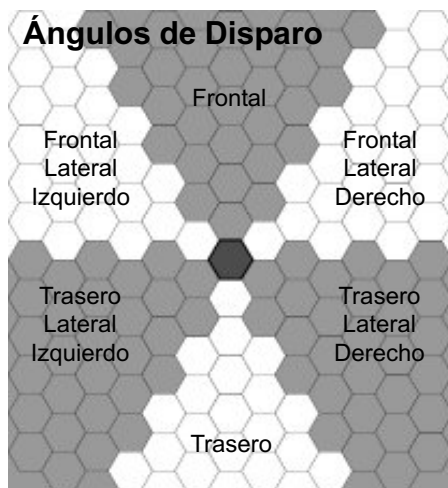 Ángulos de Disparo
Frontal
Frontal
Lateral
Izquierdo
Frontal
Lateral
Derecho
Trasero
Lateral
Izquierdo
Trasero
Lateral
Derecho
Trasero